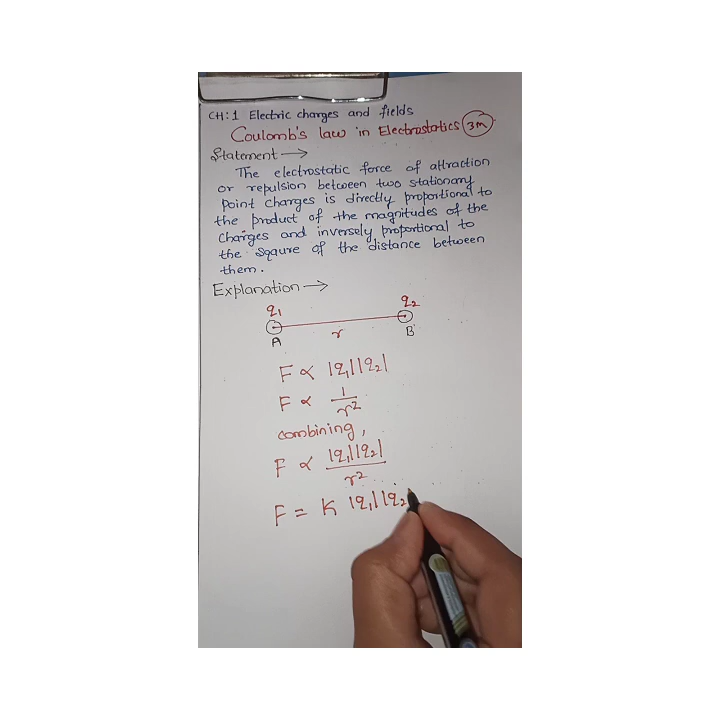 CH:1 Electric charges and fields
Coulomb's law in Electrostatics 3m
Statement →
The electrostatic force of attraction
or repulsion between two stationary
point charges is directly proportional to
the product of the magnitudes of the
charges and inversely proportional to
the sqaure of the distance between
them.
Explanation →
q₁ q₂
A r B
F ∝ |q₁||q₂|
F ∝ 1/r²
combining,
F ∝ |q₁||q₂|/r²
F = K |q₁||q₂